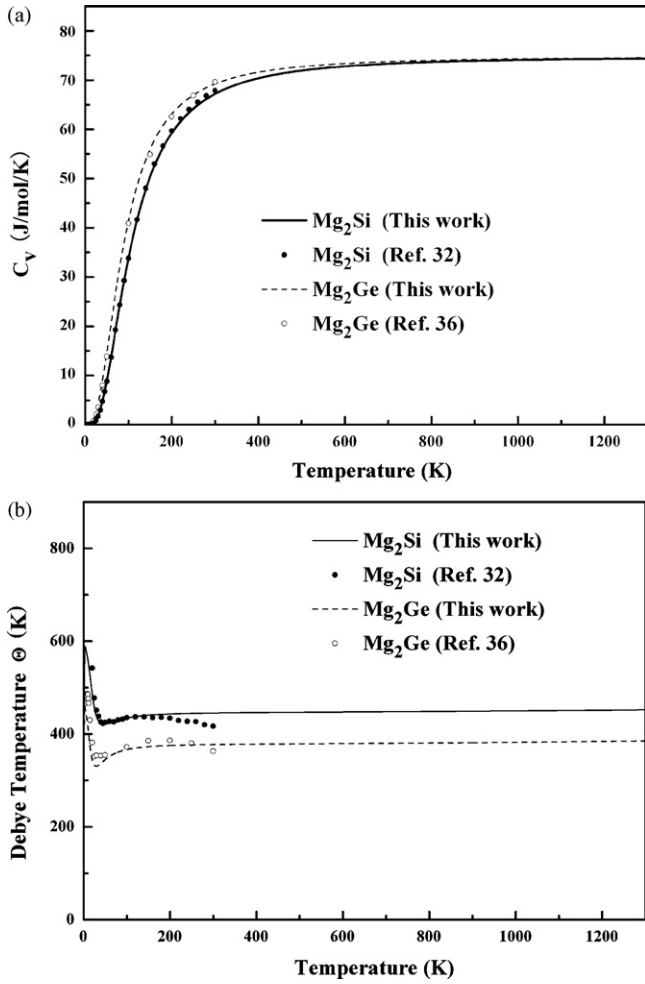 (a)
80
70
60
50
40
30
20
10
0
C_v (J/mol/K)
Mg₂Si (This work)
Mg₂Si (Ref. 32)
Mg₂Ge (This work)
Mg₂Ge (Ref. 36)
0 200 400 600 800 1000 1200
Temperature (K)
(b)
800
600
400
200
0
Debye Temperature Θ (K)
Mg₂Si (This work)
Mg₂Si (Ref. 32)
Mg₂Ge (This work)
Mg₂Ge (Ref. 36)
0 200 400 600 800 1000 1200
Temperature (K)